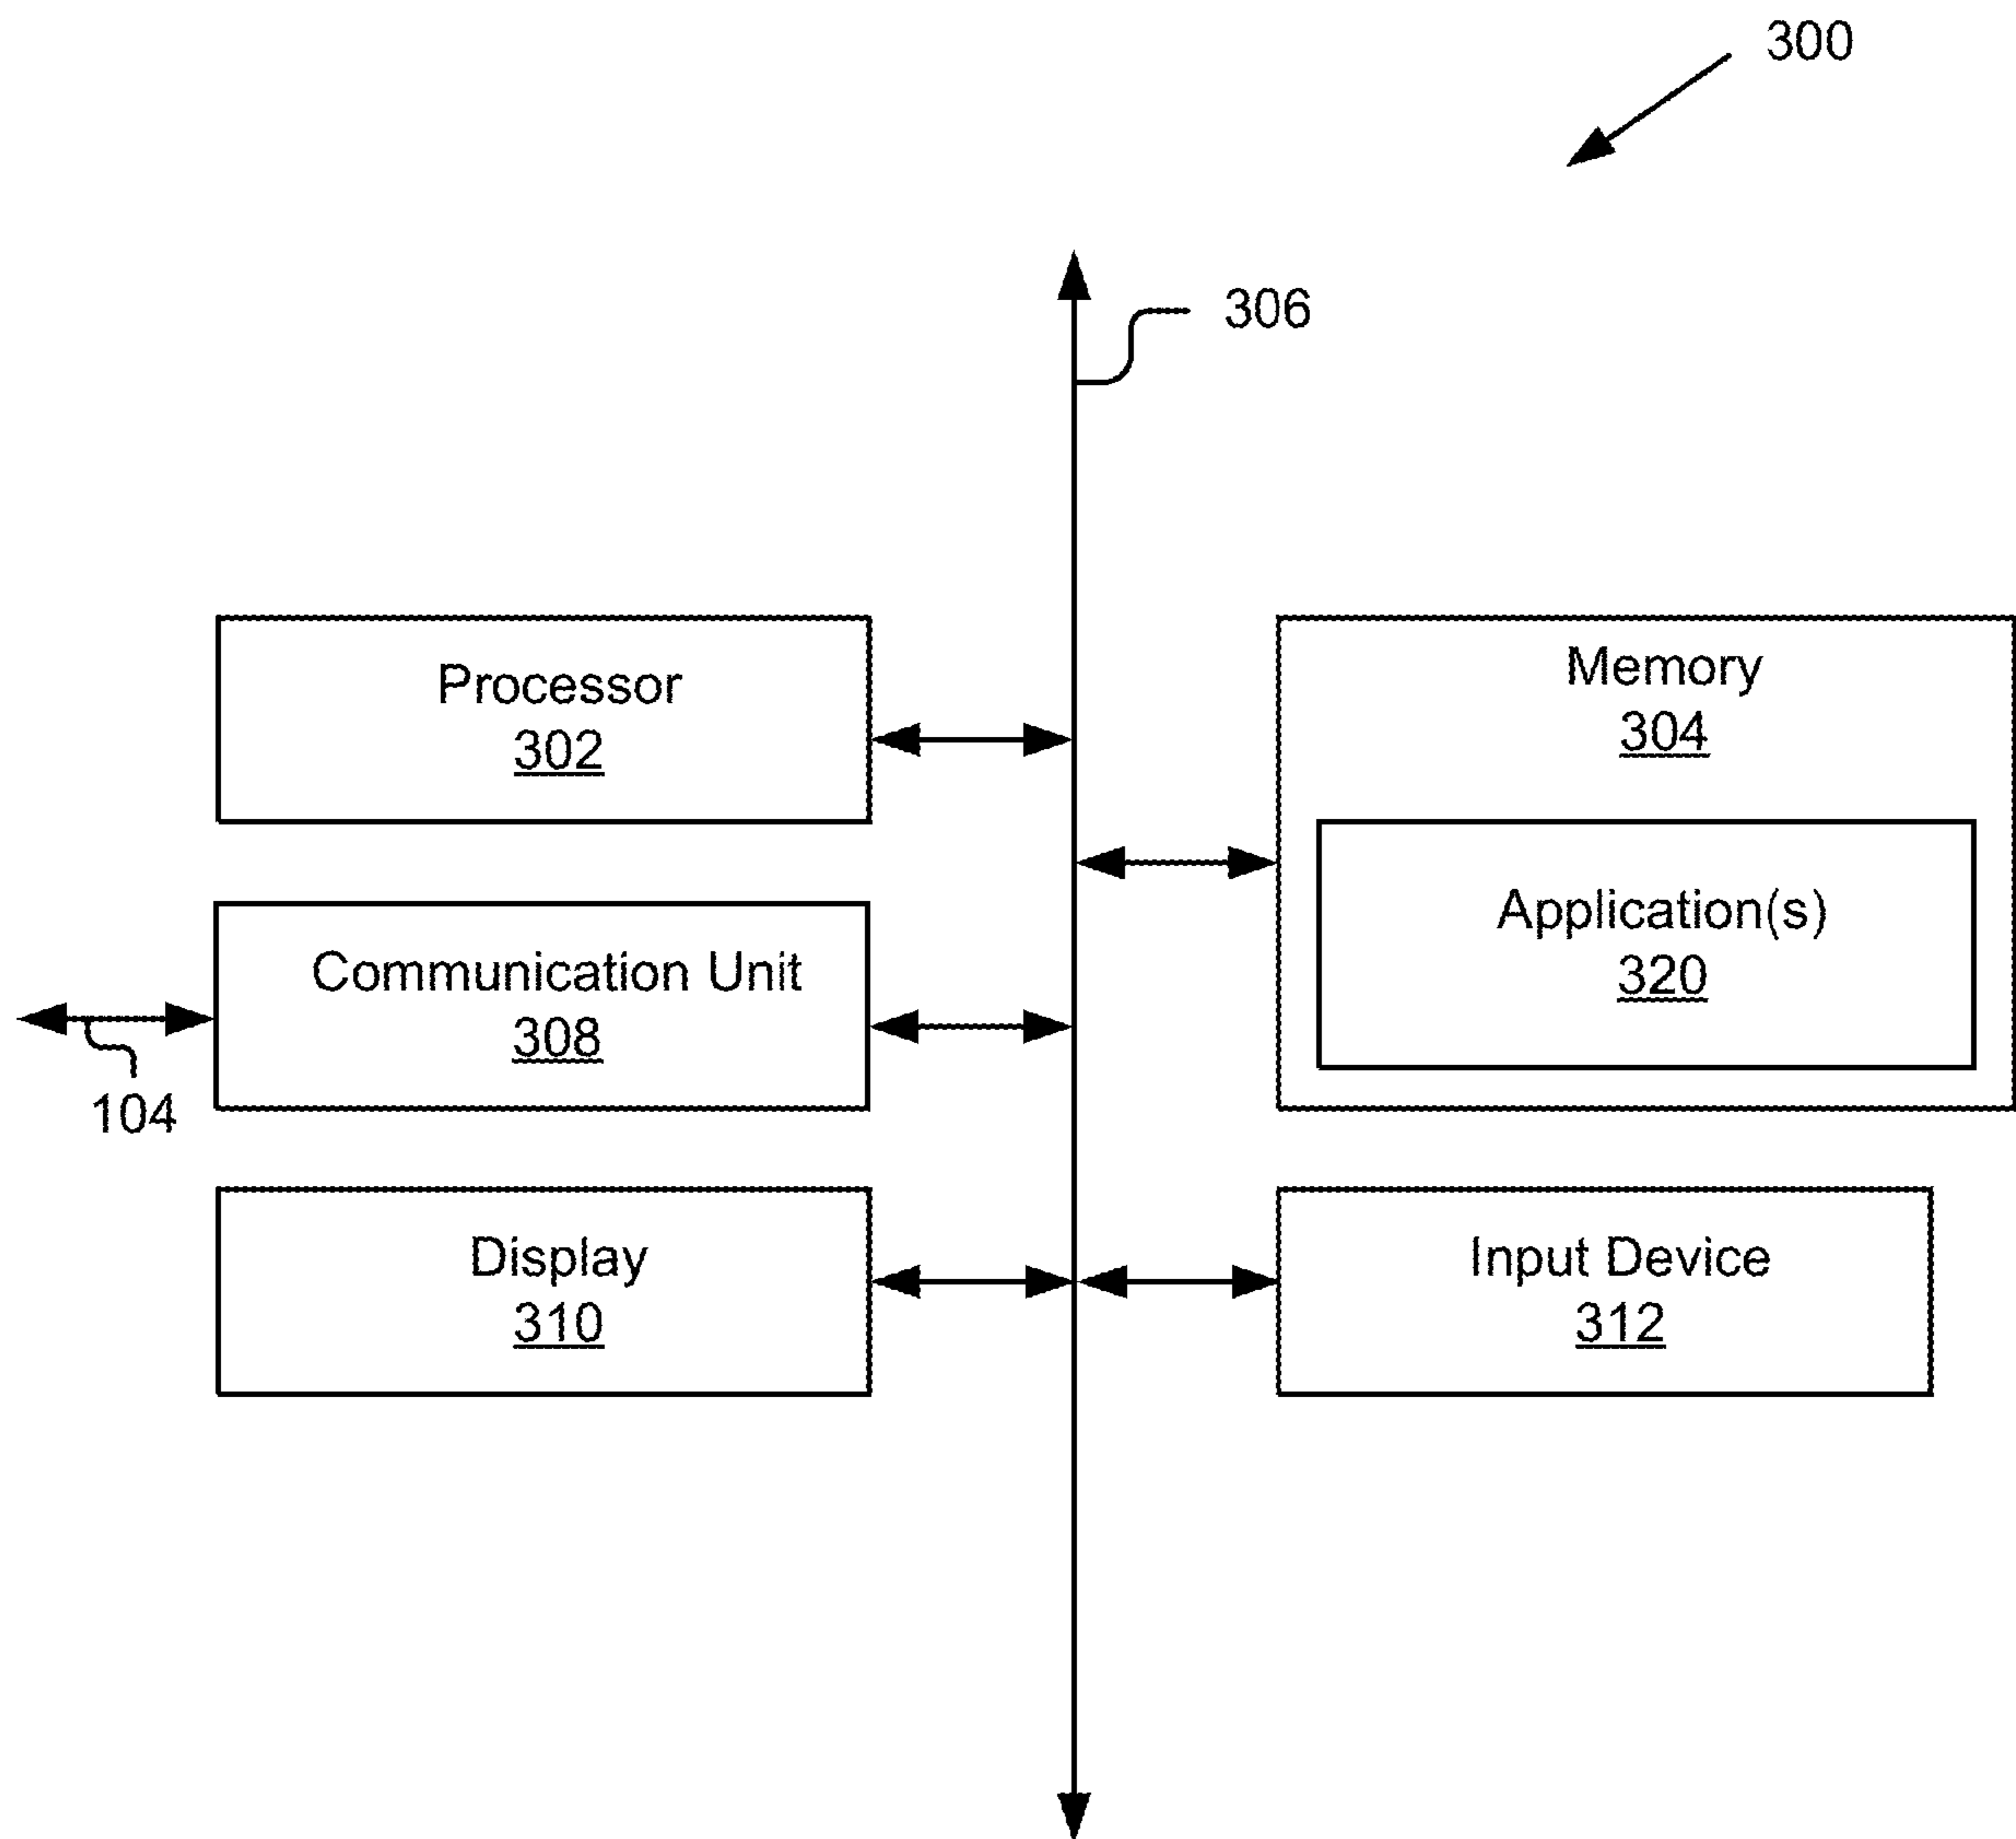 300
306
Processor
302
Memory
304
Application(s)
320
Communication Unit
308
104
Display
310
Input Device
312